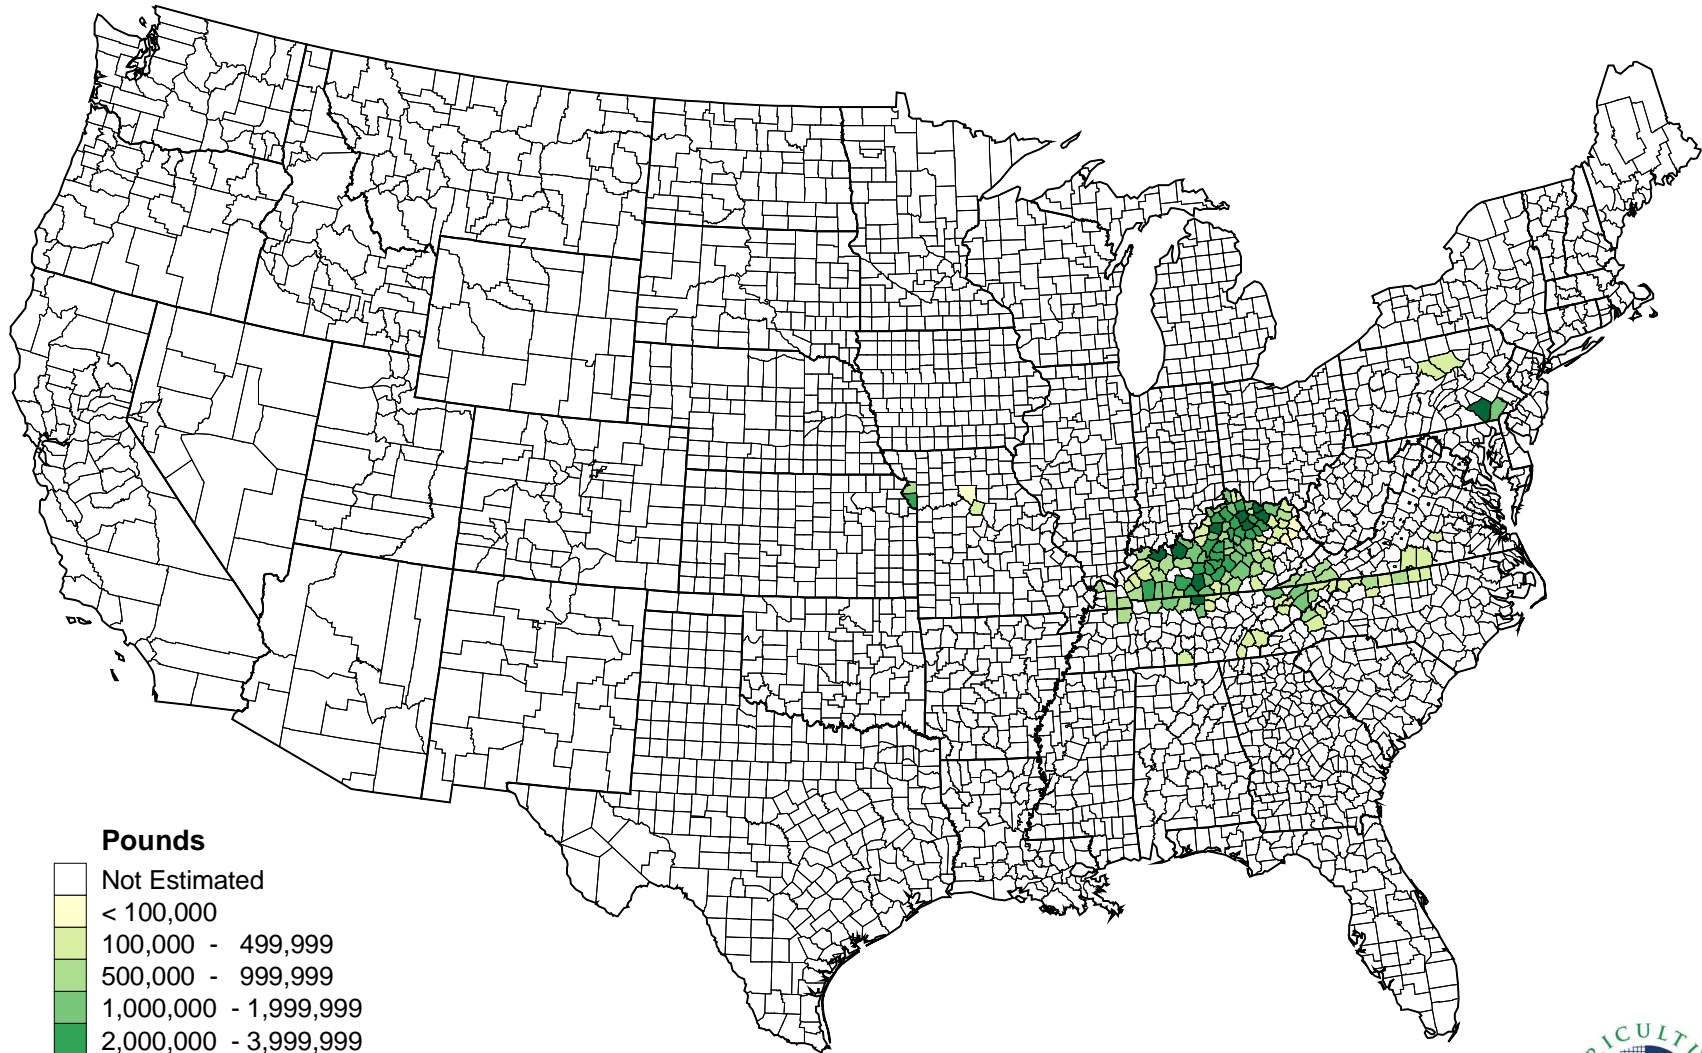 Pounds
Not Estimated
< 100,000
100,000 - 499,999
500,000 - 999,999
1,000,000 - 1,999,999
2,000,000 - 3,999,999